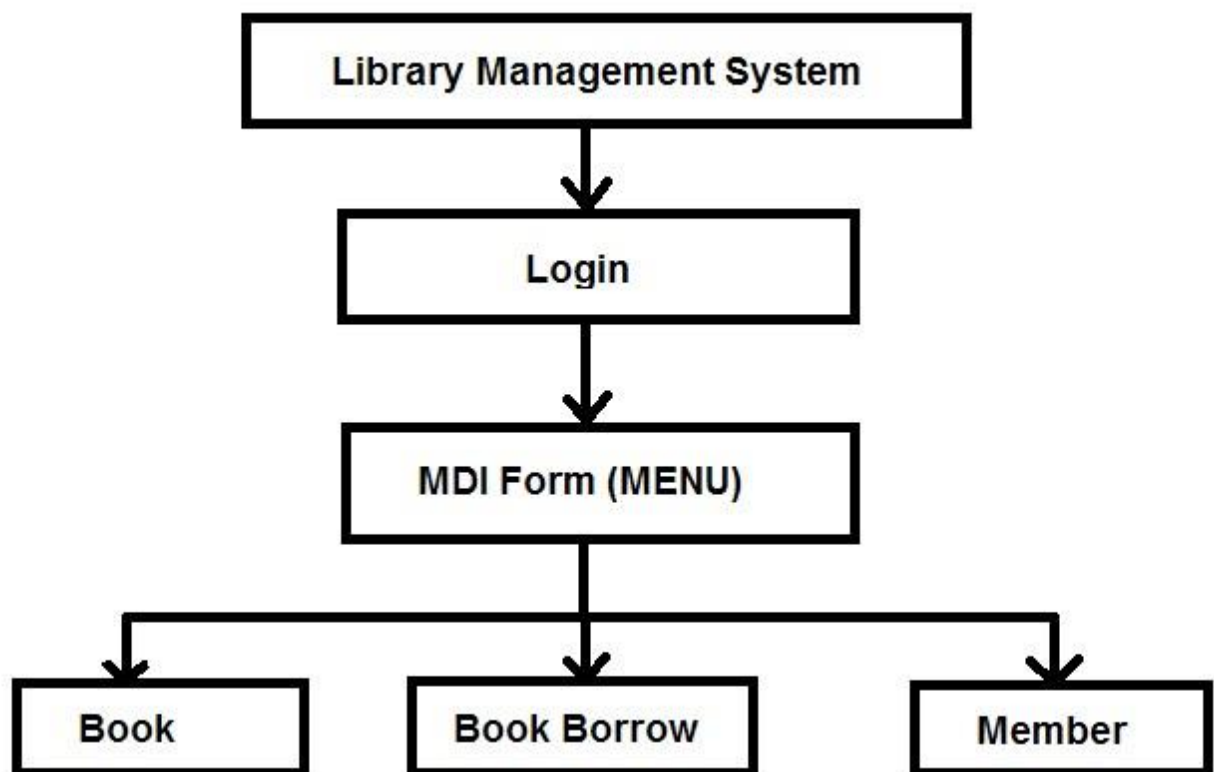 Library Management System
Login
MDI Form (MENU)
Book
Book Borrow
Member